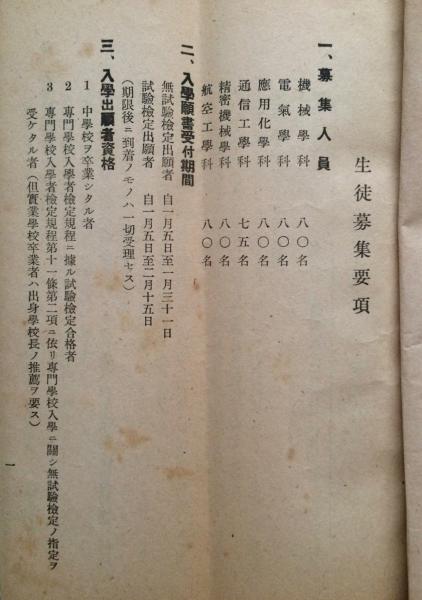 生徒募集要項
一、募集人員
機械學科 八〇名
電氣學科 八〇名
應用化學科 八〇名
通信工學科 七五名
精密機械學科 八〇名
航空工學科 八〇名
二、入學願書受付期間
無試驗檢定出願者 自一月五日至一月三十一日
試驗檢定出願者 自一月五日至二月十五日
(期限後ニ到着ノモノハ一切受理セズ)
三、入學出願者資格
1 中學校ヲ卒業シタル者
2 專門學校入學者檢定規程ニ據ル試驗檢定合格者
3 專門學校入學者檢定規程第十一條第二項ニ依リ專門學校入學ニ關シ無試驗檢定ノ指定ヲ
受ケタル者(但實業學校卒業者ハ出身學校長ノ推薦ヲ要ス)
一